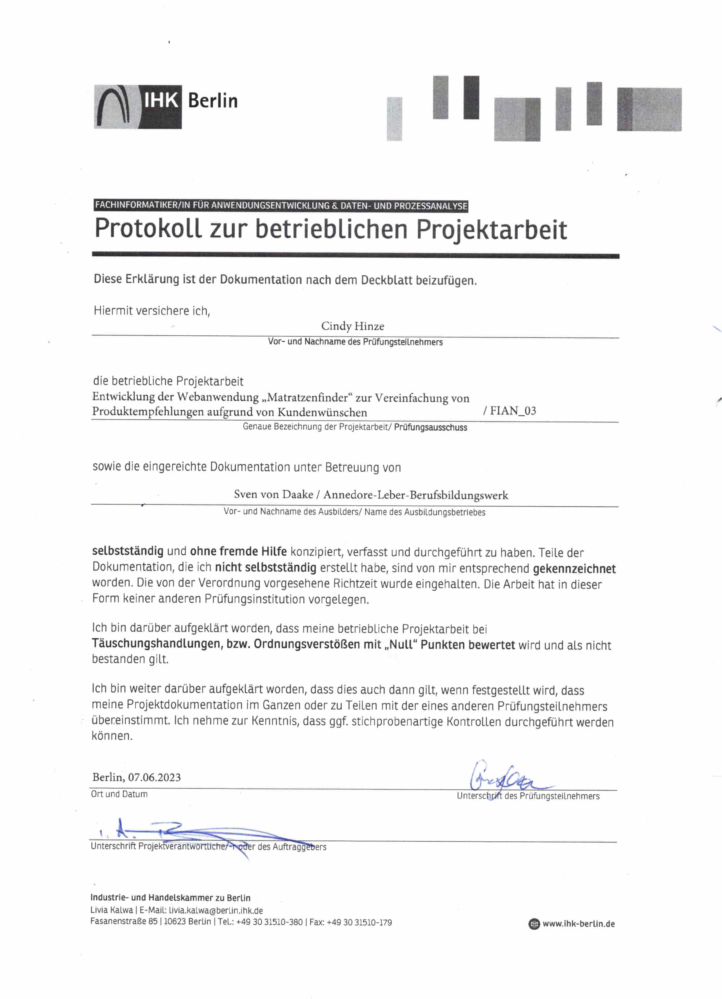 IHK Berlin
FACHINFORMATIKER/IN FÜR ANWENDUNGSENTWICKLUNG & DATEN- UND PROZESSANALYSE
Protokoll zur betrieblichen Projektarbeit
Diese Erklärung ist der Dokumentation nach dem Deckblatt beizufügen.
Hiermit versichere ich,
Cindy Hinze
Vor- und Nachname des Prüfungsteilnehmers
die betriebliche Projektarbeit
Entwicklung der Webanwendung „Matratzenfinder“ zur Vereinfachung von
Produktempfehlungen aufgrund von Kundenwünschen / FIAN_03
Genaue Bezeichnung der Projektarbeit/ Prüfungsausschuss
sowie die eingereichte Dokumentation unter Betreuung von
Sven von Daake / Annedore-Leber-Berufsbildungswerk
Vor- und Nachname des Ausbilders/ Name des Ausbildungsbetriebes
selbstständig und ohne fremde Hilfe konzipiert, verfasst und durchgeführt zu haben. Teile der
Dokumentation, die ich nicht selbstständig erstellt habe, sind von mir entsprechend gekennzeichnet
worden. Die von der Verordnung vorgesehene Richtzeit wurde eingehalten. Die Arbeit hat in dieser
Form keiner anderen Prüfungsinstitution vorgelegen.
Ich bin darüber aufgeklärt worden, dass meine betriebliche Projektarbeit bei
Täuschungshandlungen, bzw. Ordnungsverstößen mit „Null“ Punkten bewertet wird und als nicht
bestanden gilt.
Ich bin weiter darüber aufgeklärt worden, dass dies auch dann gilt, wenn festgestellt wird, dass
meine Projektdokumentation im Ganzen oder zu Teilen mit der eines anderen Prüfungsteilnehmers
übereinstimmt. Ich nehme zur Kenntnis, dass ggf. stichprobenartige Kontrollen durchgeführt werden
können.
Berlin, 07.06.2023
Ort und Datum
Unterschrift des Prüfungsteilnehmers
i. A.
Unterschrift Projektverantwortliche/-r oder des Auftraggebers
Industrie- und Handelskammer zu Berlin
Livia Kalwa | E-Mail: livia.kalwa@berlin.ihk.de
Fasanenstraße 85 | 10623 Berlin | Tel.: +49 30 31510-380 | Fax: +49 30 31510-179
www.ihk-berlin.de